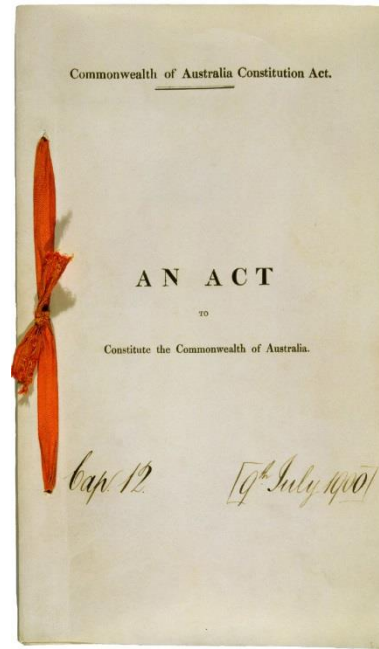 Commonwealth of Australia Constitution Act.
AN ACT
TO
Constitute the Commonwealth of Australia.
Cap. 12. [9th July 1900]